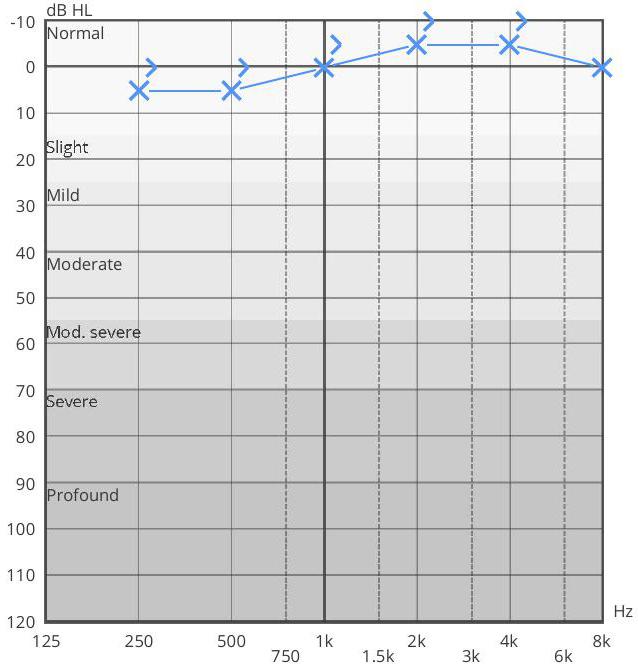 dB HL
-10
Normal
0
10
Slight
20
Mild
30
40
Moderate
50
Mod. severe
60
70
Severe
80
90
Profound
100
110
120
Hz
125 250 500 1k 2k 4k 8k
750 1.5k 3k 6k